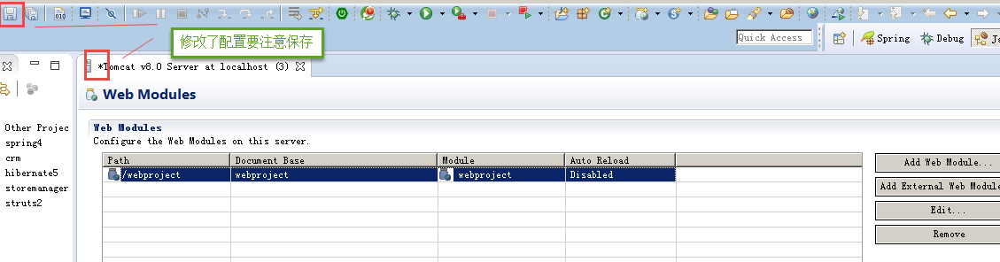 010
修改了配置要注意保存
Quick Access
Spring
Debug
Ja
*Tomcat v8.0 Server at localhost (3)
Web Modules
Other Projec
spring4
crm
hibernate5
storemanager
struts2
Web Modules
Configure the Web Modules on this server.
Path Document Base Module Auto Reload
/webproject webproject webproject Disabled
Add Web Module...
Add External Web Module
Edit...
Remove